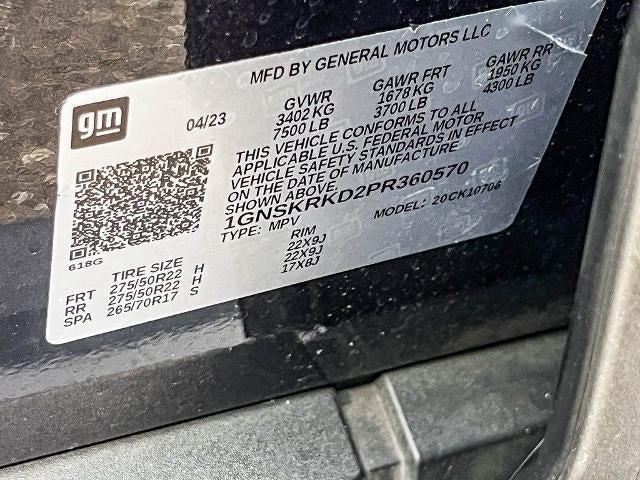 MFD BY GENERAL MOTORS LLC
gm
04/23
GVWR GAWR FRT GAWR RR
3402 KG 1678 KG 1950 KG
7500 LB 3700 LB 4300 LB
THIS VEHICLE CONFORMS TO ALL
APPLICABLE U.S. FEDERAL MOTOR
VEHICLE SAFETY STANDARDS IN EFFECT
ON THE DATE OF MANUFACTURE
SHOWN ABOVE.
1GNSKRKD2PR360570
TYPE: MPV MODEL: 20CK10706
618G
TIRE SIZE RIM
FRT 275/50R22 H 22X9J
RR 275/50R22 H 22X9J
SPA 265/70R17 S 17X8J